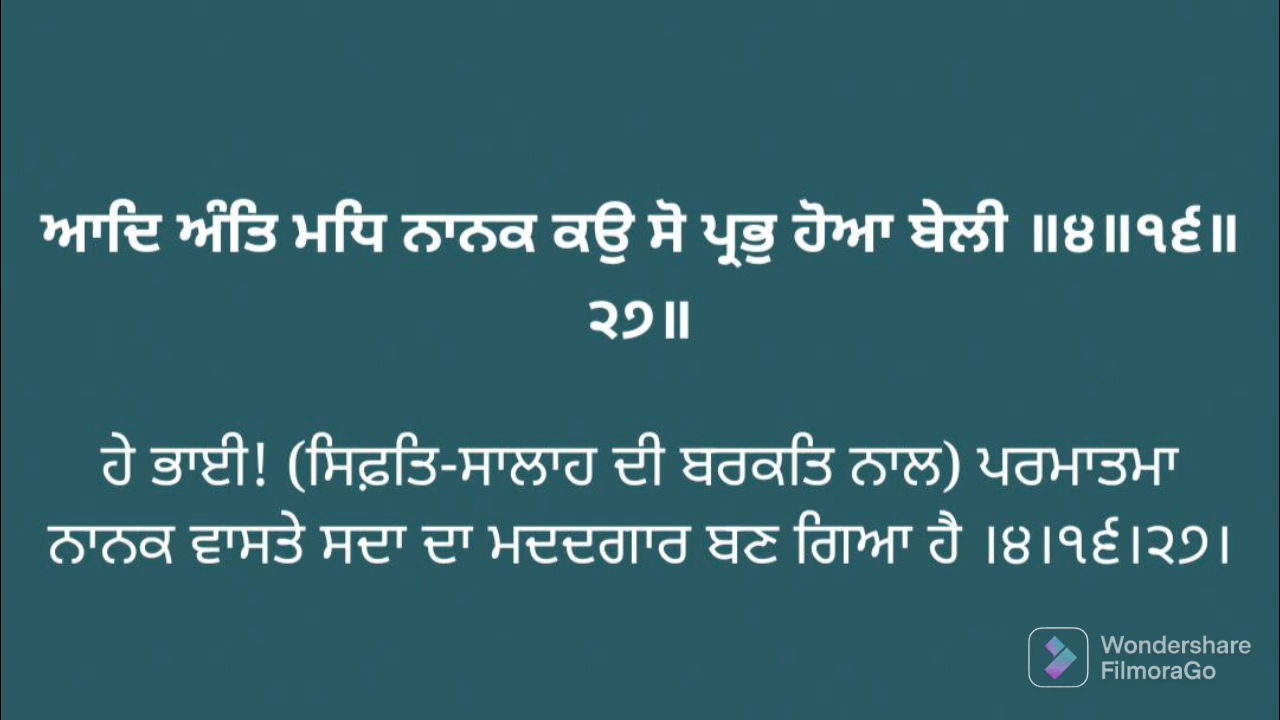 ਆਦਿ ਅੰਤਿ ਮਧਿ ਨਾਨਕ ਕਉ ਸੋ ਪ੍ਰਭੁ ਹੋਆ ਬੇਲੀ ॥੪॥੧੬॥
੨੭॥
ਹੇ ਭਾਈ! (ਸਿਫ਼ਤਿ-ਸਾਲਾਹ ਦੀ ਬਰਕਤਿ ਨਾਲ) ਪਰਮਾਤਮਾ
ਨਾਨਕ ਵਾਸਤੇ ਸਦਾ ਦਾ ਮਦਦਗਾਰ ਬਣ ਗਿਆ ਹੈ ।੪।੧੬।੨੭।
Wondershare
FilmoraGo